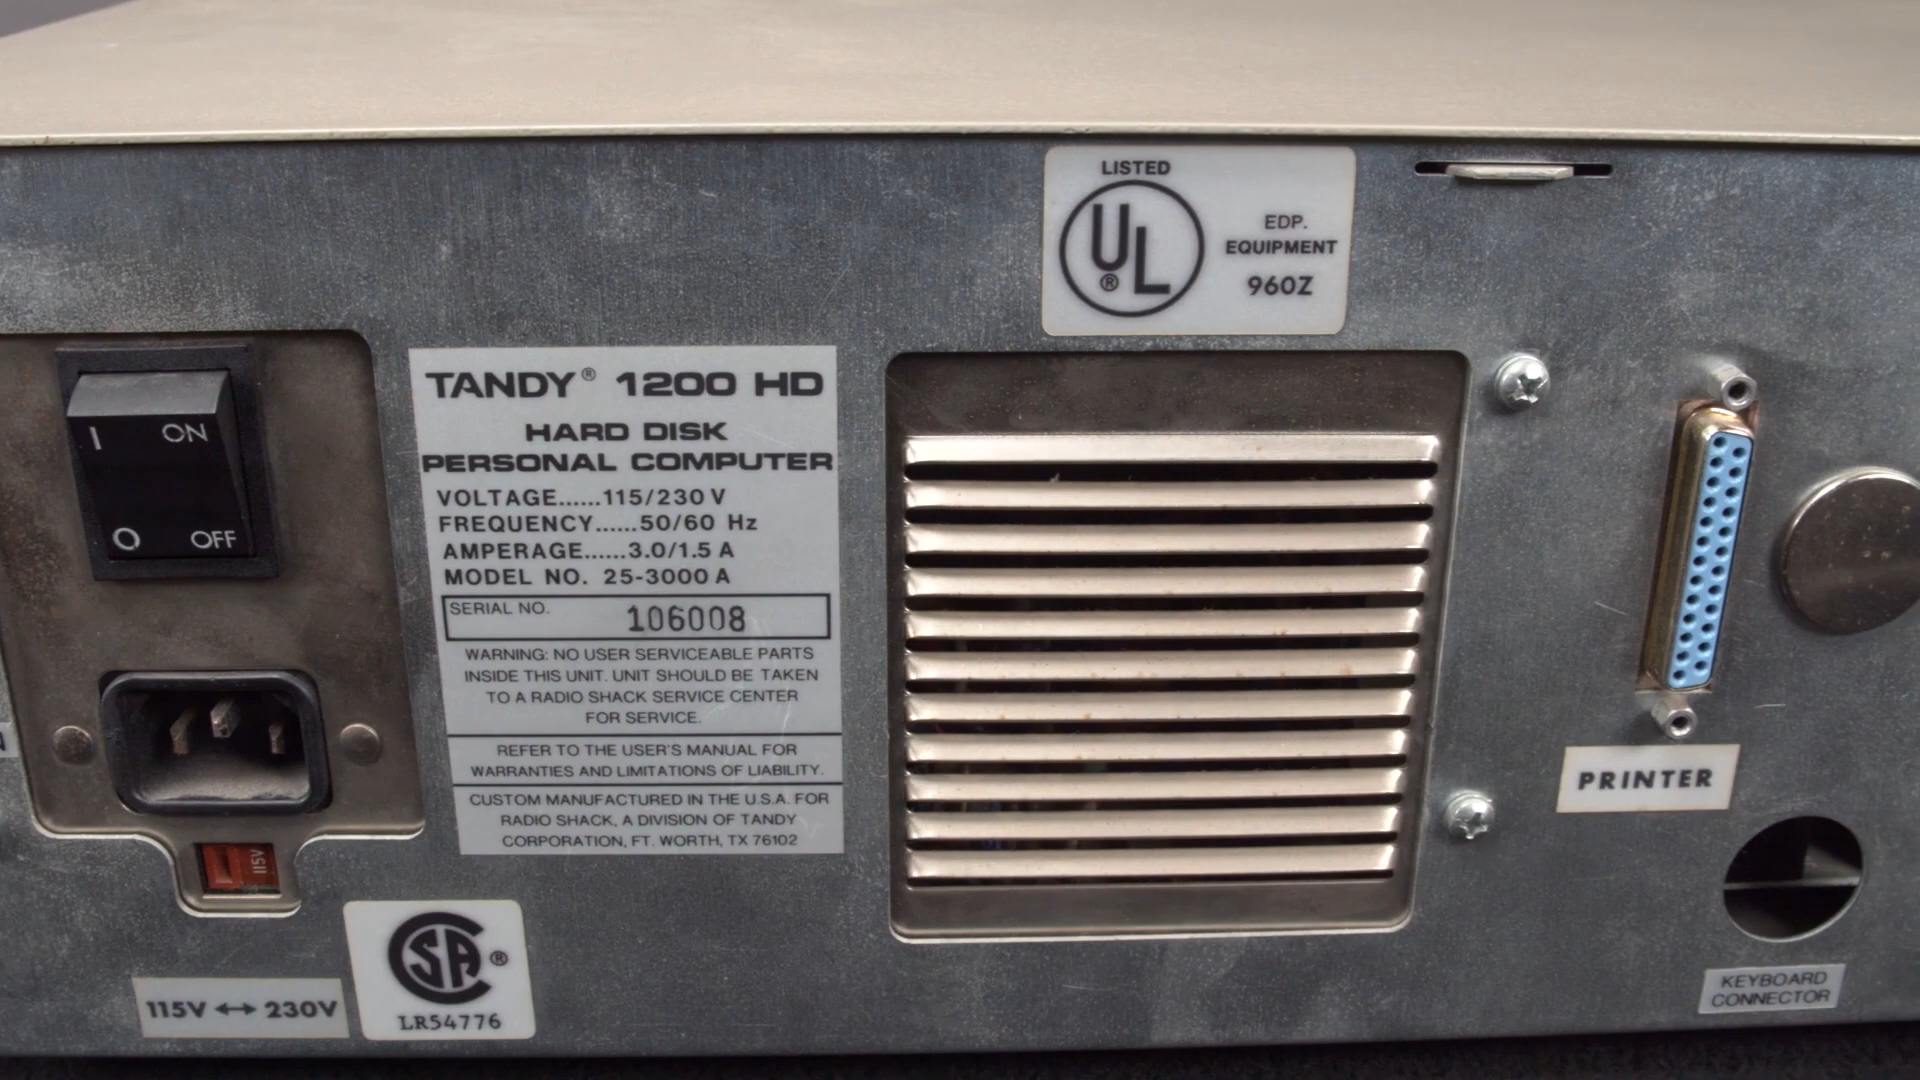 LISTED
UL®
EDP.
EQUIPMENT
960Z
I ON
O OFF
TANDY® 1200 HD
HARD DISK
PERSONAL COMPUTER
VOLTAGE......115/230 V
FREQUENCY......50/60 Hz
AMPERAGE......3.0/1.5 A
MODEL NO. 25-3000 A
SERIAL NO. 106008
WARNING: NO USER SERVICEABLE PARTS
INSIDE THIS UNIT. UNIT SHOULD BE TAKEN
TO A RADIO SHACK SERVICE CENTER
FOR SERVICE.
REFER TO THE USER'S MANUAL FOR
WARRANTIES AND LIMITATIONS OF LIABILITY.
CUSTOM MANUFACTURED IN THE U.S.A. FOR
RADIO SHACK, A DIVISION OF TANDY
CORPORATION, FT. WORTH, TX 76102
115V
115V ↔ 230V
CSA®
LR54776
PRINTER
KEYBOARD
CONNECTOR